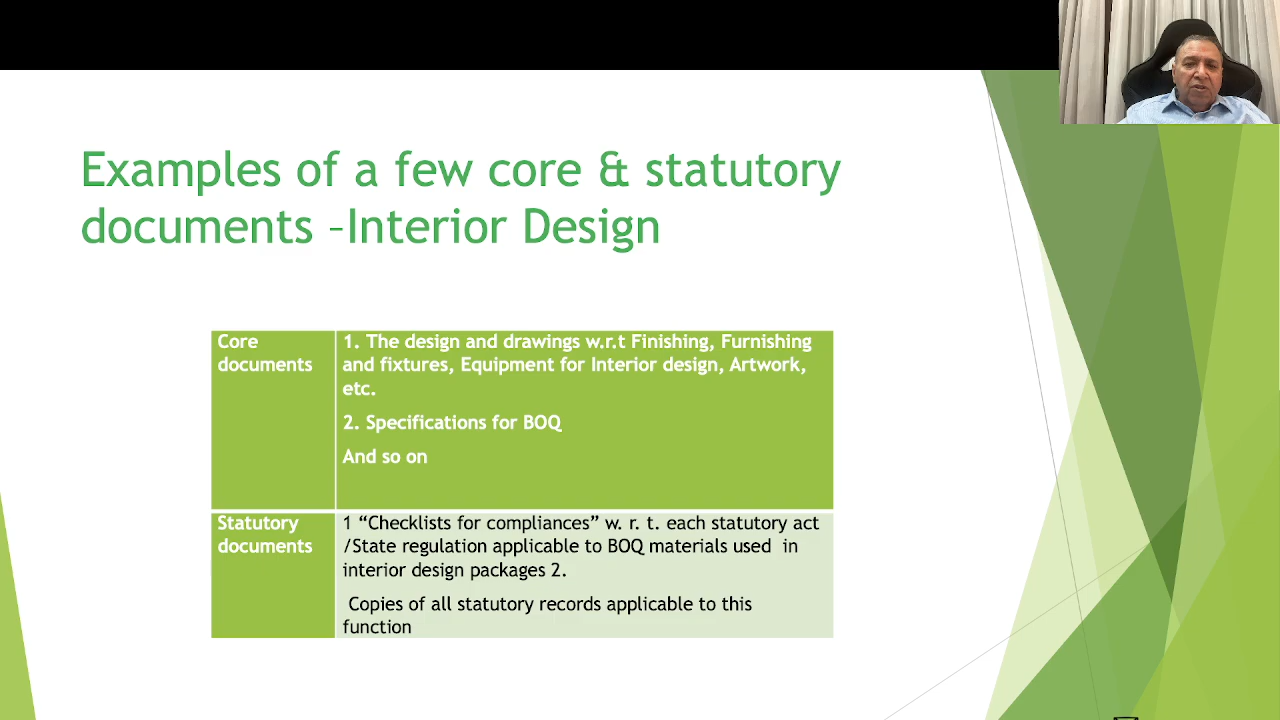 Examples of a few core & statutory
documents –Interior Design
Core
documents
1. The design and drawings w.r.t Finishing, Furnishing
and fixtures, Equipment for Interior design, Artwork,
etc.
2. Specifications for BOQ
And so on
Statutory
documents
1 “Checklists for compliances” w. r. t. each statutory act
/State regulation applicable to BOQ materials used in
interior design packages 2.
Copies of all statutory records applicable to this
function